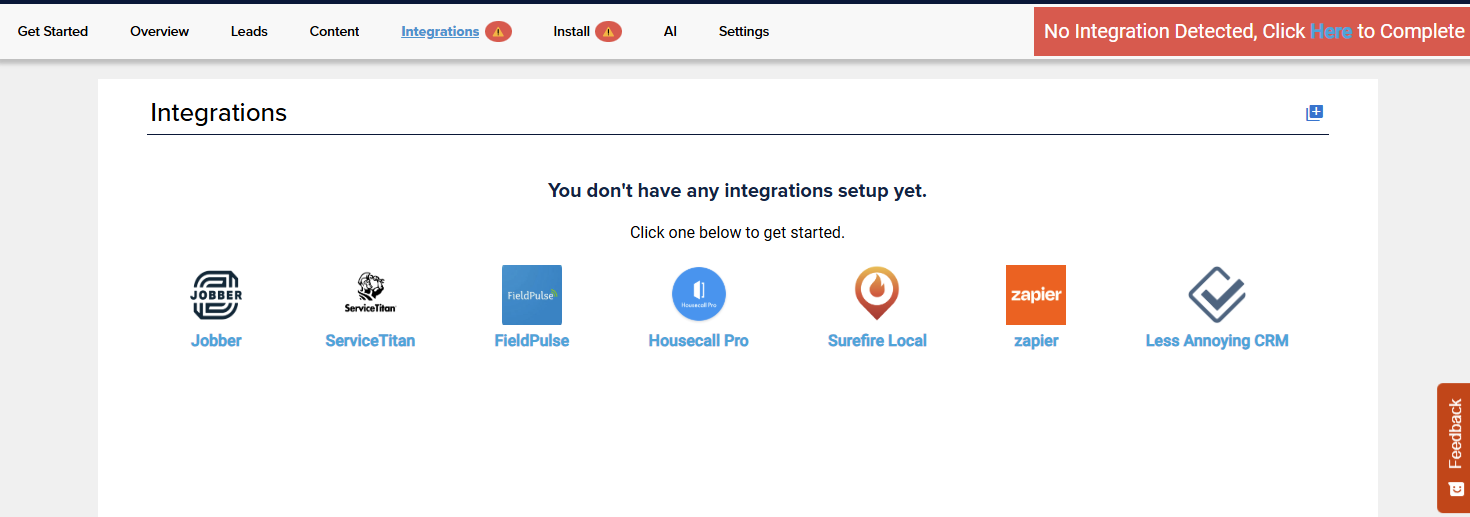 Get Started Overview Leads Content Integrations Install AI Settings
No Integration Detected, Click Here to Complete
Integrations
You don't have any integrations setup yet.
Click one below to get started.
JOBBER ServiceTitan FieldPulse Housecall Pro zapier
Jobber ServiceTitan FieldPulse Housecall Pro Surefire Local zapier Less Annoying CRM
Feedback